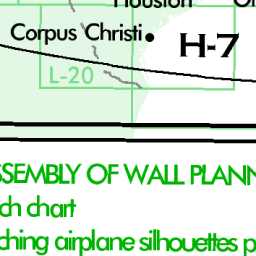 Houston
Corpus Christi
H-7
L-20
SSEMBLY OF WALL PLANN
ch chart
ching airplane silhouettes p